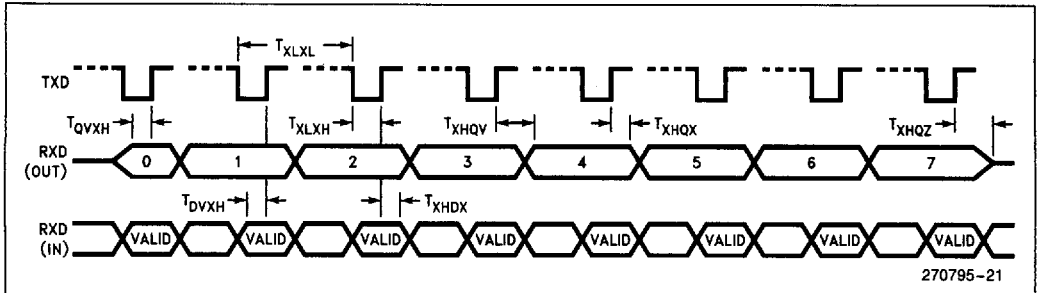 T_XLXL
TXD
T_QVXH T_XLXH T_XHQV T_XHQX T_XHQZ
RXD (OUT) 0 1 2 3 4 5 6 7
T_DVXH T_XHDX
RXD (IN) VALID VALID VALID VALID VALID VALID VALID VALID
270795-21